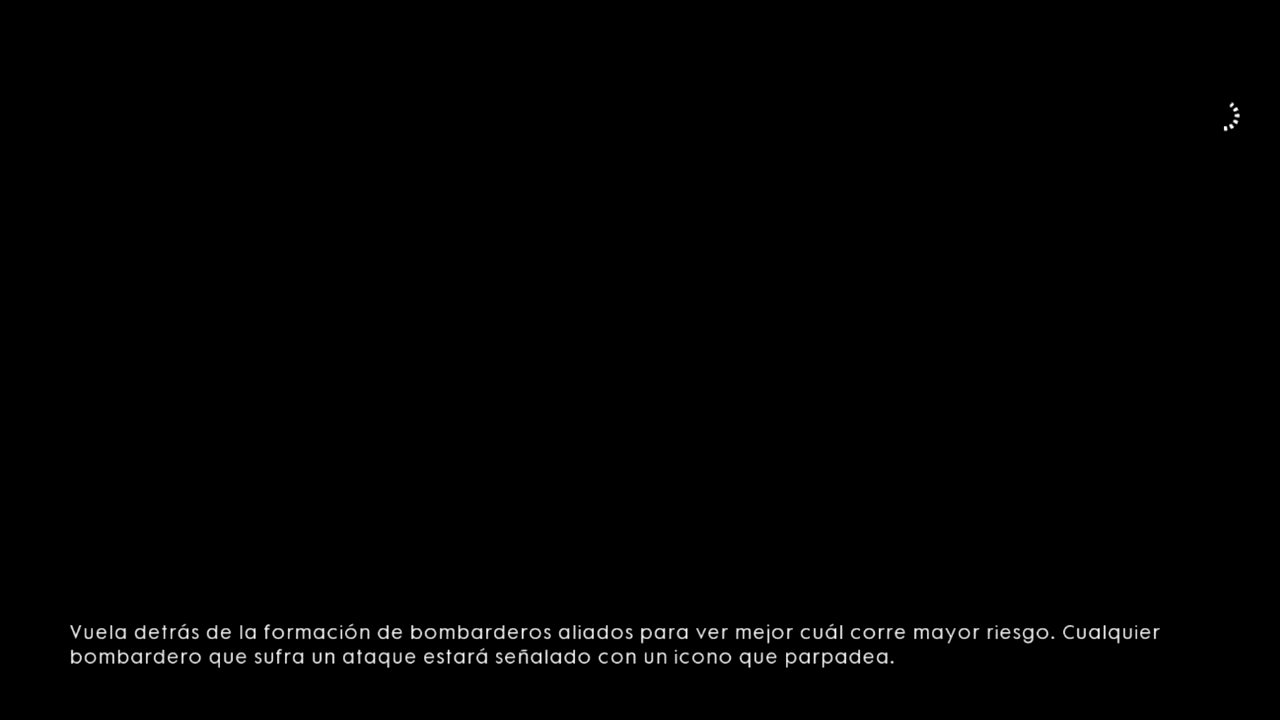 Vuela detrás de la formación de bombarderos aliados para ver mejor cuál corre mayor riesgo. Cualquier
bombardero que sufra un ataque estará señalado con un icono que parpadea.